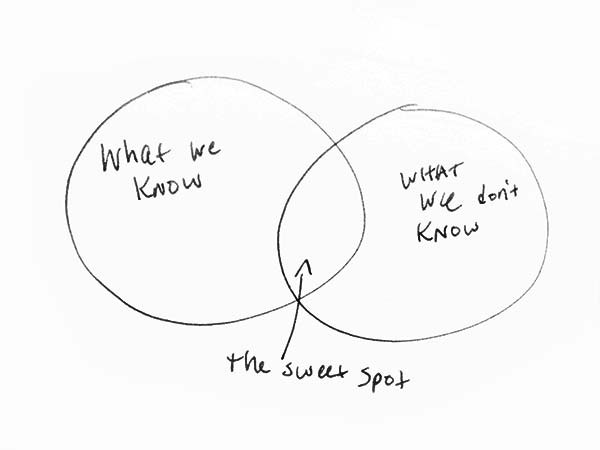 What we
Know
WHAT
We don't
KNOW
the sweet spot